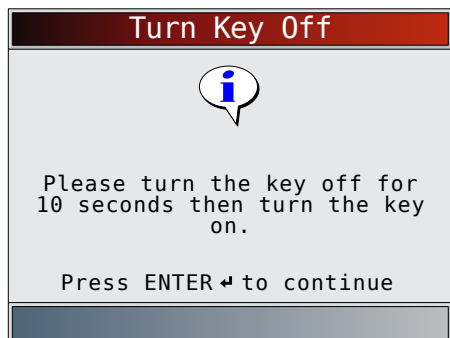 Turn Key Off
i
Please turn the key off for
10 seconds then turn the key
on.
Press ENTER ↵ to continue